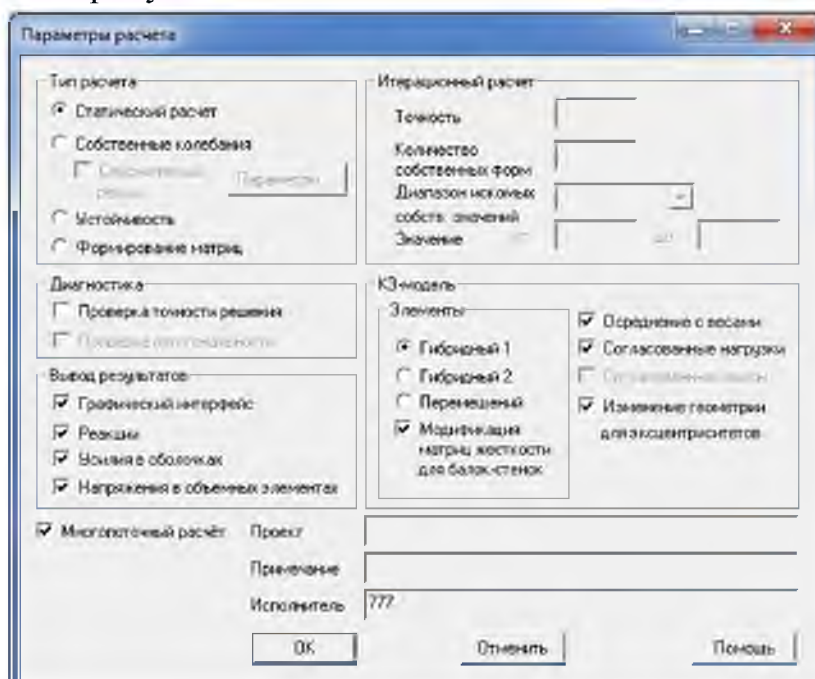 Параметры расчета
Тип расчета
Статический расчет
Собственные колебания
Параметры
Устойчивость
Формирование матриц
Итерационный расчет
Точность
Количество
собственных форм
Диапазон искомых
собств. значений
Значение
от
до
Диагностика
Проверка точности решения
Вывод результатов
Графический интерфейс
Реакции
Усилия в оболочках
Напряжения в объемных элементах
КЭ-модель
Элементы
Гибридный 1
Гибридный 2
Перемещений
Модификация
матриц жесткости
для балок-стенок
Осреднение с весами
Согласованные нагрузки
Изменение геометрии
для эксцентриситетов
Многопоточный расчёт
Проект
Примечание
Исполнитель
777
OK
Отменить
Помощь